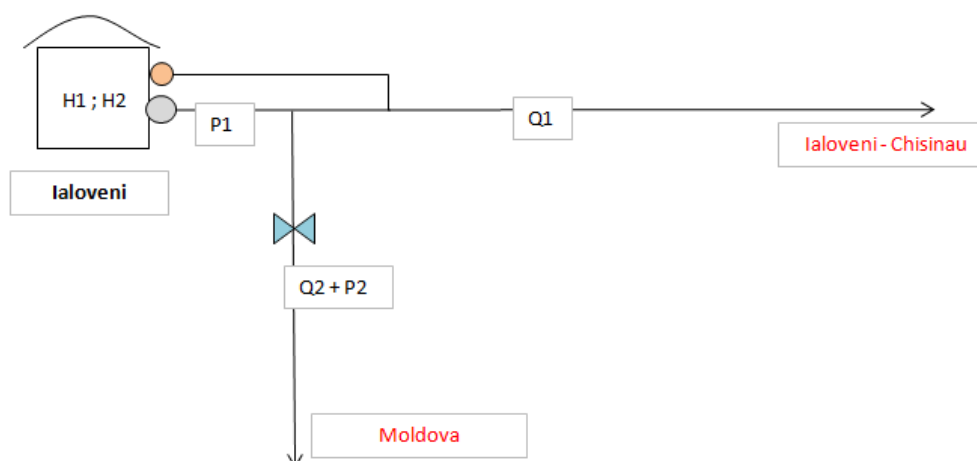 H1 ; H2
P1
Q1
Ialoveni - Chisinau
Ialoveni
Q2 + P2
Moldova